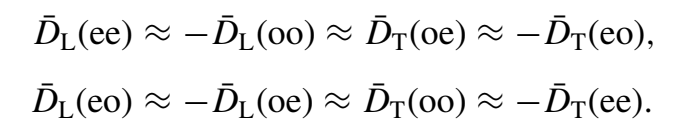 D̄_L(ee) ≈ −D̄_L(oo) ≈ D̄_T(oe) ≈ −D̄_T(eo),
D̄_L(eo) ≈ −D̄_L(oe) ≈ D̄_T(oo) ≈ −D̄_T(ee).